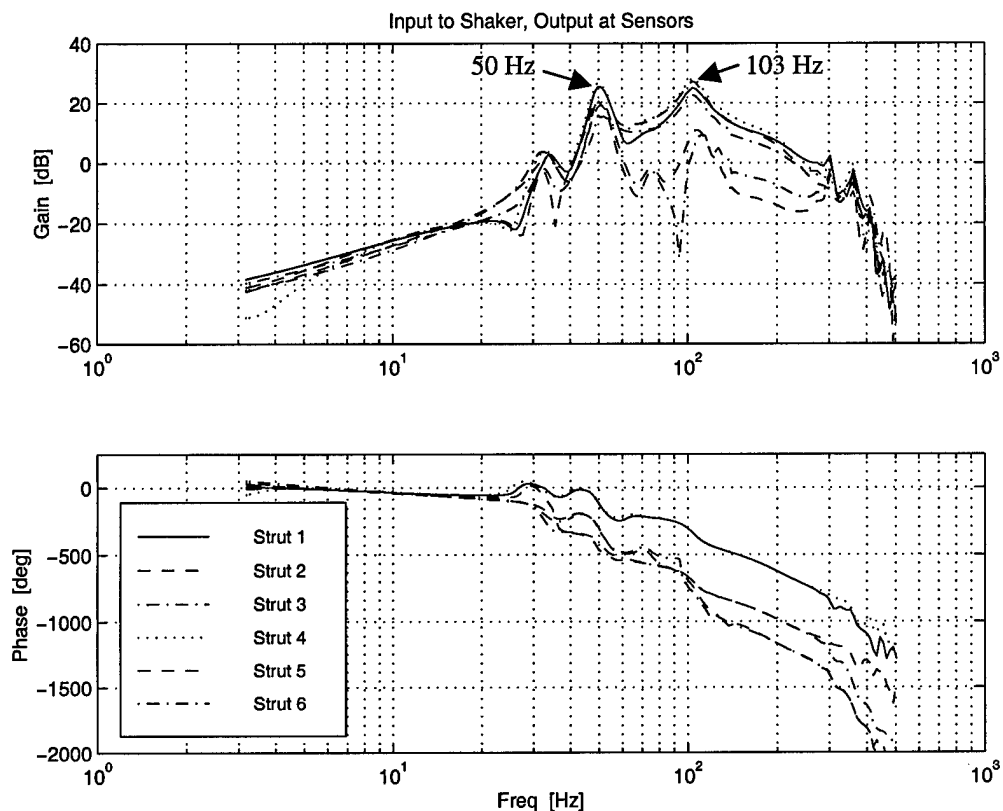 Input to Shaker, Output at Sensors
40
20
0
−20
−40
−60
Gain [dB]
50 Hz
103 Hz
10^0
10^1
10^2
10^3
0
−500
−1000
−1500
−2000
Phase [deg]
Strut 1
Strut 2
Strut 3
Strut 4
Strut 5
Strut 6
10^0
10^1
10^2
10^3
Freq [Hz]